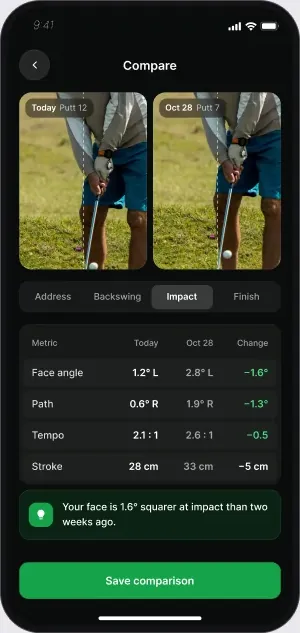 9:41
Compare
Today Putt 12
Oct 28 Putt 7
Address Backswing Impact Finish
Metric Today Oct 28 Change
Face angle 1.2° L 2.8° L −1.6°
Path 0.6° R 1.9° R −1.3°
Tempo 2.1 : 1 2.6 : 1 −0.5
Stroke 28 cm 33 cm −5 cm
Your face is 1.6° squarer at impact than two
weeks ago.
Save comparison